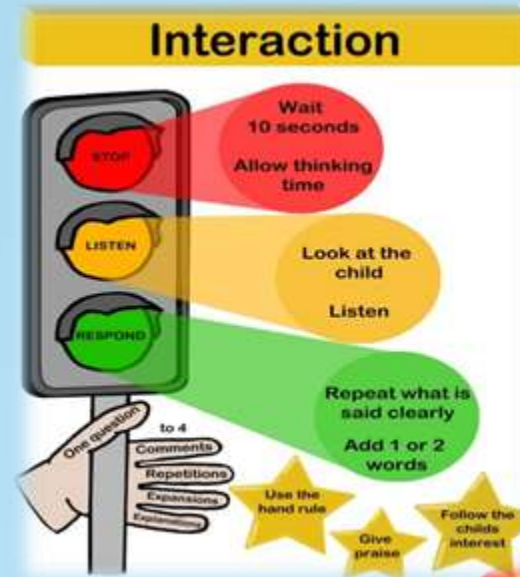 Interaction
STOP
Wait
10 seconds
Allow thinking
time
LISTEN
Look at the
child
Listen
RESPOND
Repeat what is
said clearly
Add 1 or 2
words
One question
to 4
Comments
Repetitions
Expansions
Explanations
Use the
hand rule
Give
praise
Follow the
childs
interest